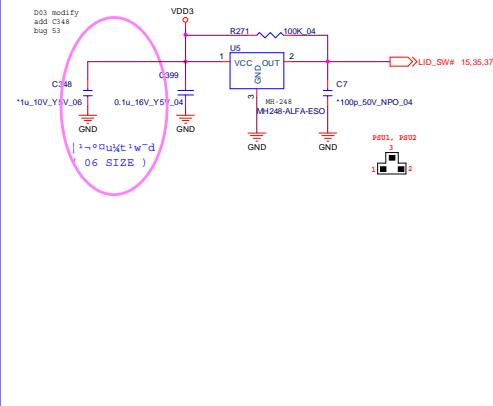 D03 modify
add C348
bug 53
VDD3
R271
100K_04
U5
1
VCC
OUT
2
GND
3
LID_SW# 15,35,37
C348
C399
C7
*1u_10V_Y5V_06
0.1u_16V_Y5V_04
MH-248
MH248-ALFA-ESO
*100p_50V_NPO_04
GND
GND
GND
GND
( 06 SIZE )
PSU1, PSU2
3
1
2